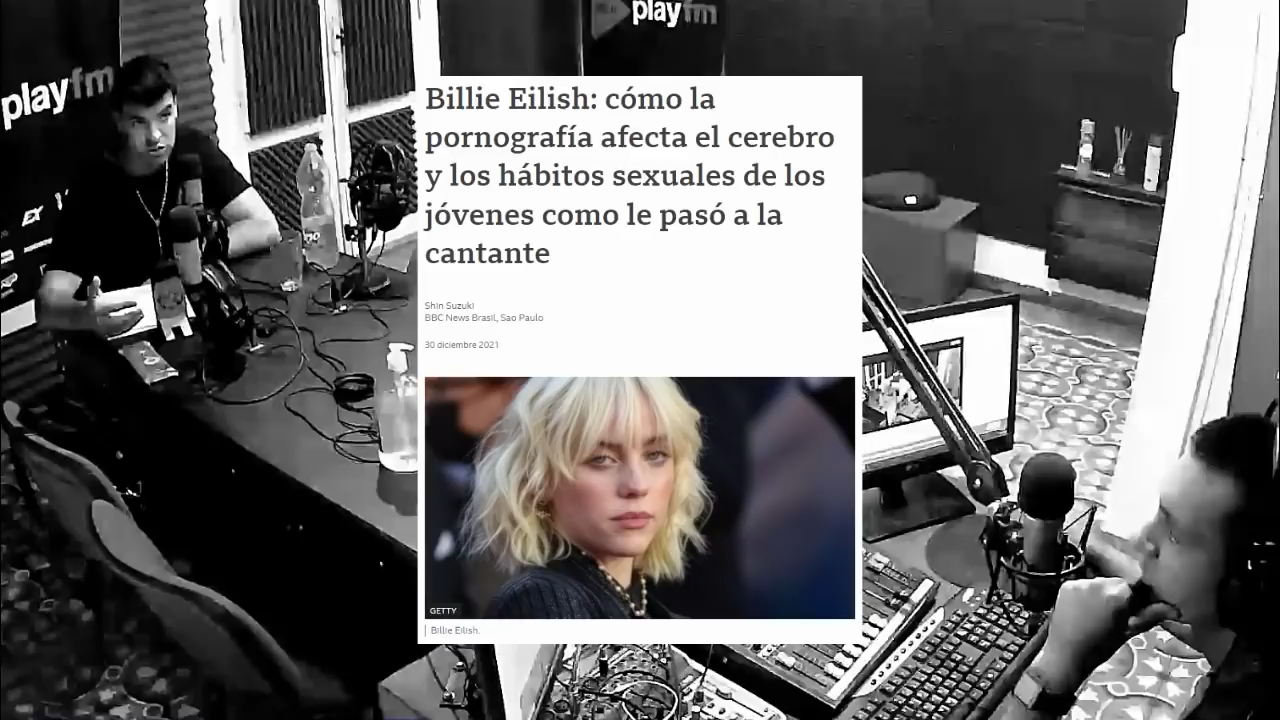 playfm
playfm
EX
Billie Eilish: cómo la
pornografía afecta el cerebro
y los hábitos sexuales de los
jóvenes como le pasó a la
cantante
Shin Suzuki
BBC News Brasil, Sao Paulo
30 diciembre 2021
GETTY
Billie Eilish.